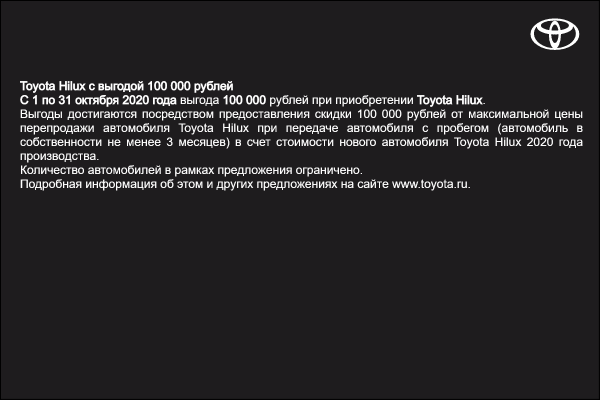 Toyota Hilux с выгодой 100 000 рублей
С 1 по 31 октября 2020 года выгода 100 000 рублей при приобретении Toyota Hilux.
Выгоды достигаются посредством предоставления скидки 100 000 рублей от максимальной цены
перепродажи автомобиля Toyota Hilux при передаче автомобиля с пробегом (автомобиль в
собственности не менее 3 месяцев) в счет стоимости нового автомобиля Toyota Hilux 2020 года
производства.
Количество автомобилей в рамках предложения ограничено.
Подробная информация об этом и других предложениях на сайте www.toyota.ru.